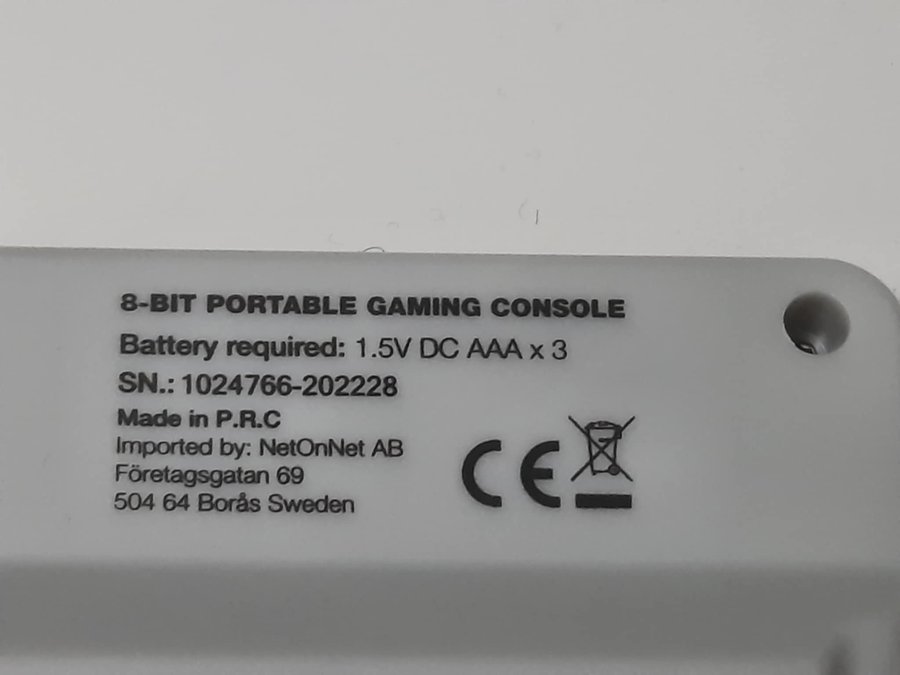 8-BIT PORTABLE GAMING CONSOLE
Battery required: 1.5V DC AAA x 3
SN.: 1024766-202228
Made in P.R.C
Imported by: NetOnNet AB
Företagsgatan 69
504 64 Borås Sweden
CE